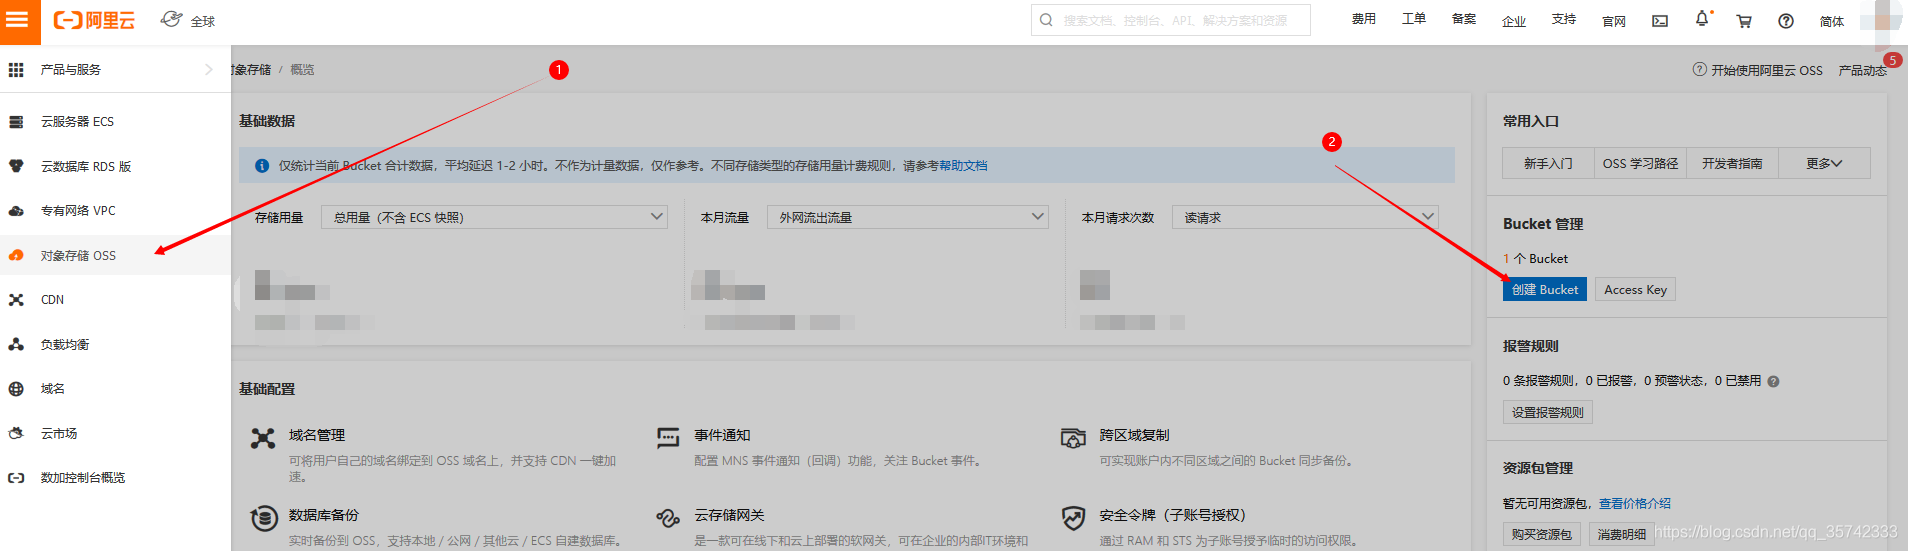 阿里云
全球
搜索文档、控制台、API、解决方案和资源
费用
工单
备案
企业
支持
官网
简体
产品与服务
云服务器 ECS
云数据库 RDS 版
专有网络 VPC
对象存储 OSS
CDN
负载均衡
域名
云市场
数加控制台概览
对象存储 / 概览
开始使用阿里云 OSS
产品动态
5
1
2
基础数据
仅统计当前 Bucket 合计数据，平均延迟 1-2 小时。不作为计量数据，仅作参考。不同存储类型的存储用量计费规则，请参考帮助文档
存储用量
总用量（不含 ECS 快照）
本月流量
外网流出流量
本月请求次数
读请求
基础配置
域名管理
可将用户自己的域名绑定到 OSS 域名上，并支持 CDN 一键加
速。
事件通知
配置 MNS 事件通知（回调）功能，关注 Bucket 事件。
跨区域复制
可实现账户内不同区域之间的 Bucket 同步备份。
数据库备份
实时备份到 OSS，支持本地 / 公网 / 其他云 / ECS 自建数据库。
云存储网关
是一款可在线下和云上部署的软网关，可在企业的内部IT环境和
安全令牌（子账号授权）
通过 RAM 和 STS 为子账号授予临时的访问权限。
常用入口
新手入门
OSS 学习路径
开发者指南
更多
Bucket 管理
1 个 Bucket
创建 Bucket
Access Key
报警规则
0 条报警规则，0 已报警，0 预警状态，0 已禁用
设置报警规则
资源包管理
暂无可用资源包，查看价格介绍
购买资源包
消费明细
https://blog.csdn.net/qq_35742333